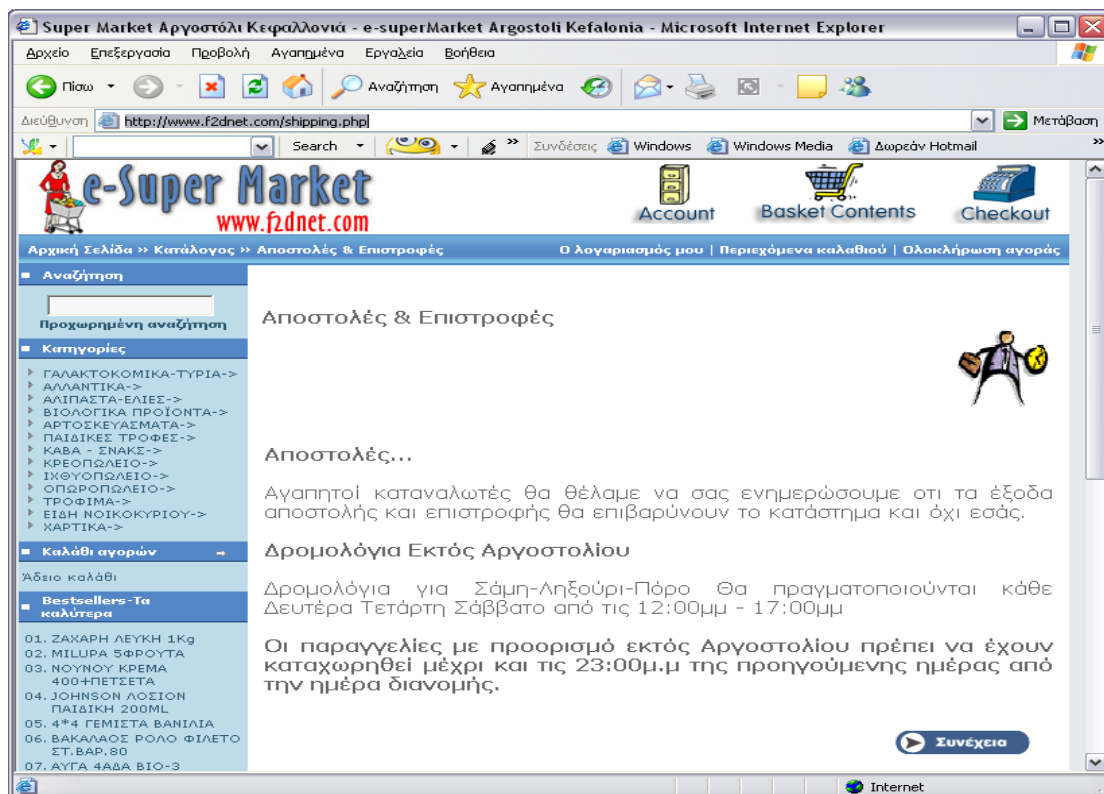 Super Market Αργοστόλι Κεφαλλονιά - e-superMarket Argostoli Kefalonia - Microsoft Internet Explorer
Αρχείο Επεξεργασία Προβολή Αγαπημένα Εργαλεία Βοήθεια
Πίσω Αναζήτηση Αγαπημένα
Διεύθυνση http://www.f2dnet.com/shipping.php Μετάβαση
Search Συνδέσεις Windows Windows Media Δωρεάν Hotmail
e-Super Market
www.f2dnet.com
Account Basket Contents Checkout
Αρχική Σελίδα »» Κατάλογος »» Αποστολές & Επιστροφές Ο λογαριασμός μου | Περιεχόμενα καλαθιού | Ολοκλήρωση αγοράς
Αναζήτηση
Προχωρημένη αναζήτηση
Κατηγορίες
ΓΑΛΑΚΤΟΚΟΜΙΚΑ-ΤΥΡΙΑ->
ΑΛΛΑΝΤΙΚΑ->
ΑΛΙΠΑΣΤΑ-ΕΛΙΕΣ->
ΒΙΟΛΟΓΙΚΑ ΠΡΟΪΟΝΤΑ->
ΑΡΤΟΣΚΕΥΑΣΜΑΤΑ->
ΠΑΙΔΙΚΕΣ ΤΡΟΦΕΣ->
ΚΑΒΑ - ΣΝΑΚΣ->
ΚΡΕΟΠΩΛΕΙΟ->
ΙΧΘΥΟΠΩΛΕΙΟ->
ΟΠΩΡΟΠΩΛΕΙΟ->
ΤΡΟΦΙΜΑ->
ΕΙΔΗ ΝΟΙΚΟΚΥΡΙΟΥ->
ΧΑΡΤΙΚΑ->
Καλάθι αγορών
Άδειο καλάθι
Bestsellers-Τα
καλύτερα
01. ΖΑΧΑΡΗ ΛΕΥΚΗ 1Kg
02. MILUPA 5ΦΡΟΥΤΑ
03. ΝΟΥΝΟΥ ΚΡΕΜΑ
400+ΠΕΤΣΕΤΑ
04. JOHNSON ΛΟΣΙΟΝ
ΠΑΙΔΙΚΗ 200ML
05. 4*4 ΓΕΜΙΣΤΑ ΒΑΝΙΛΙΑ
06. ΒΑΚΑΛΑΟΣ ΡΟΛΟ ΦΙΛΕΤΟ
ΣΤ.ΒΑΡ.80
07. ΑΥΓΑ 4ΑΔΑ ΒΙΟ-3
Αποστολές & Επιστροφές
Αποστολές...
Αγαπητοί καταναλωτές θα θέλαμε να σας ενημερώσουμε οτι τα έξοδα
αποστολής και επιστροφής θα επιβαρύνουν το κατάστημα και όχι εσάς.
Δρομολόγια Εκτός Αργοστολίου
Δρομολόγια για Σάμη-Ληξούρι-Πόρο Θα πραγματοποιούνται κάθε
Δευτέρα Τετάρτη Σάββατο από τις 12:00μμ - 17:00μμ
Οι παραγγελίες με προορισμό εκτός Αργοστολίου πρέπει να έχουν
καταχωρηθεί μέχρι και τις 23:00μ.μ της προηγούμενης ημέρας από
την ημέρα διανομής.
Συνέχεια
Internet